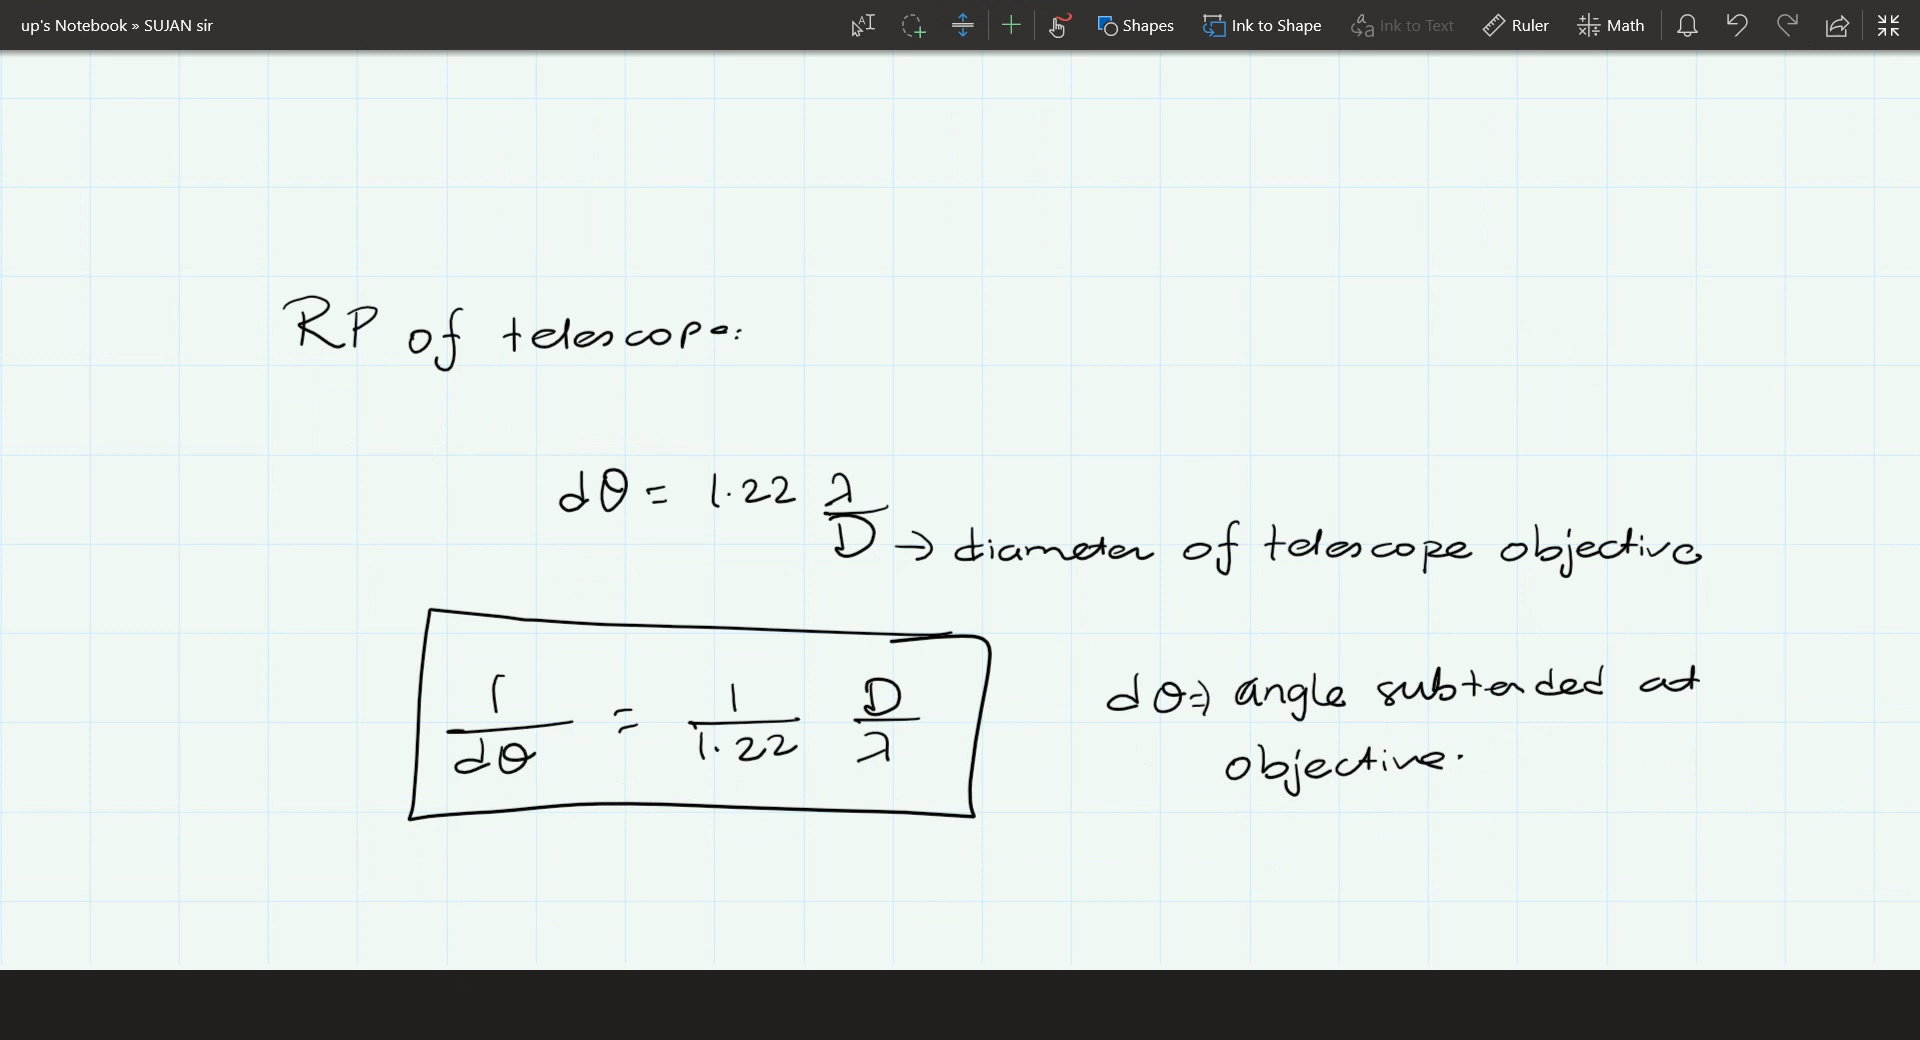 up's Notebook » SUJAN sir
Shapes Ink to Shape Ink to Text Ruler Math
RP of telescope:
dθ = 1.22 λ/D → diameter of telescope objective
1/dθ = 1/1.22 D/λ
dθ ⇒ angle subtended at
objective.